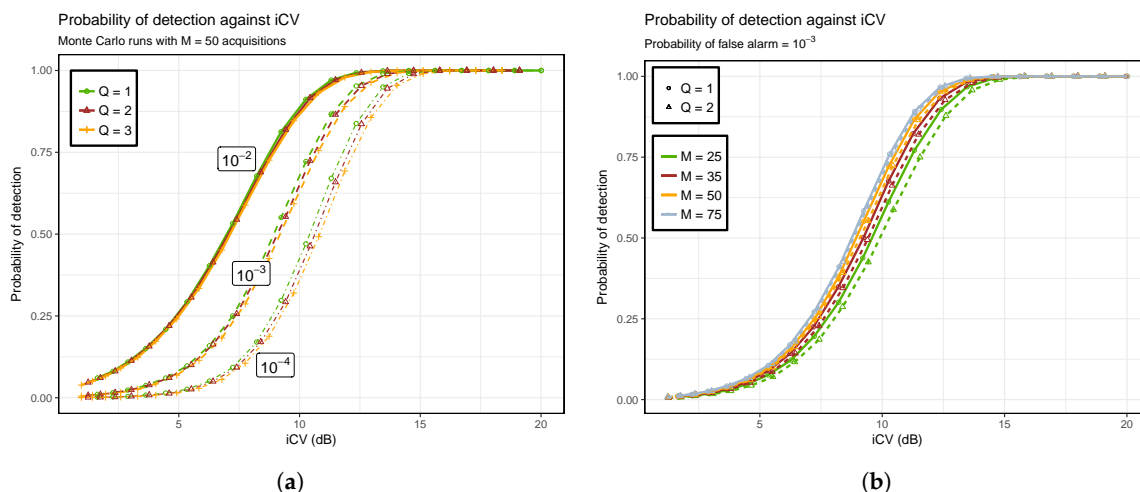 Probability of detection against iCV
Monte Carlo runs with M = 50 acquisitions
1.00
0.75
0.50
0.25
0.00
Probability of detection
Q = 1
Q = 2
Q = 3
10⁻²
10⁻³
10⁻⁴
5
10
15
20
iCV (dB)
(a)
Probability of detection against iCV
Probability of false alarm = 10⁻³
1.00
0.75
0.50
0.25
0.00
Probability of detection
Q = 1
Q = 2
M = 25
M = 35
M = 50
M = 75
5
10
15
20
iCV (dB)
(b)